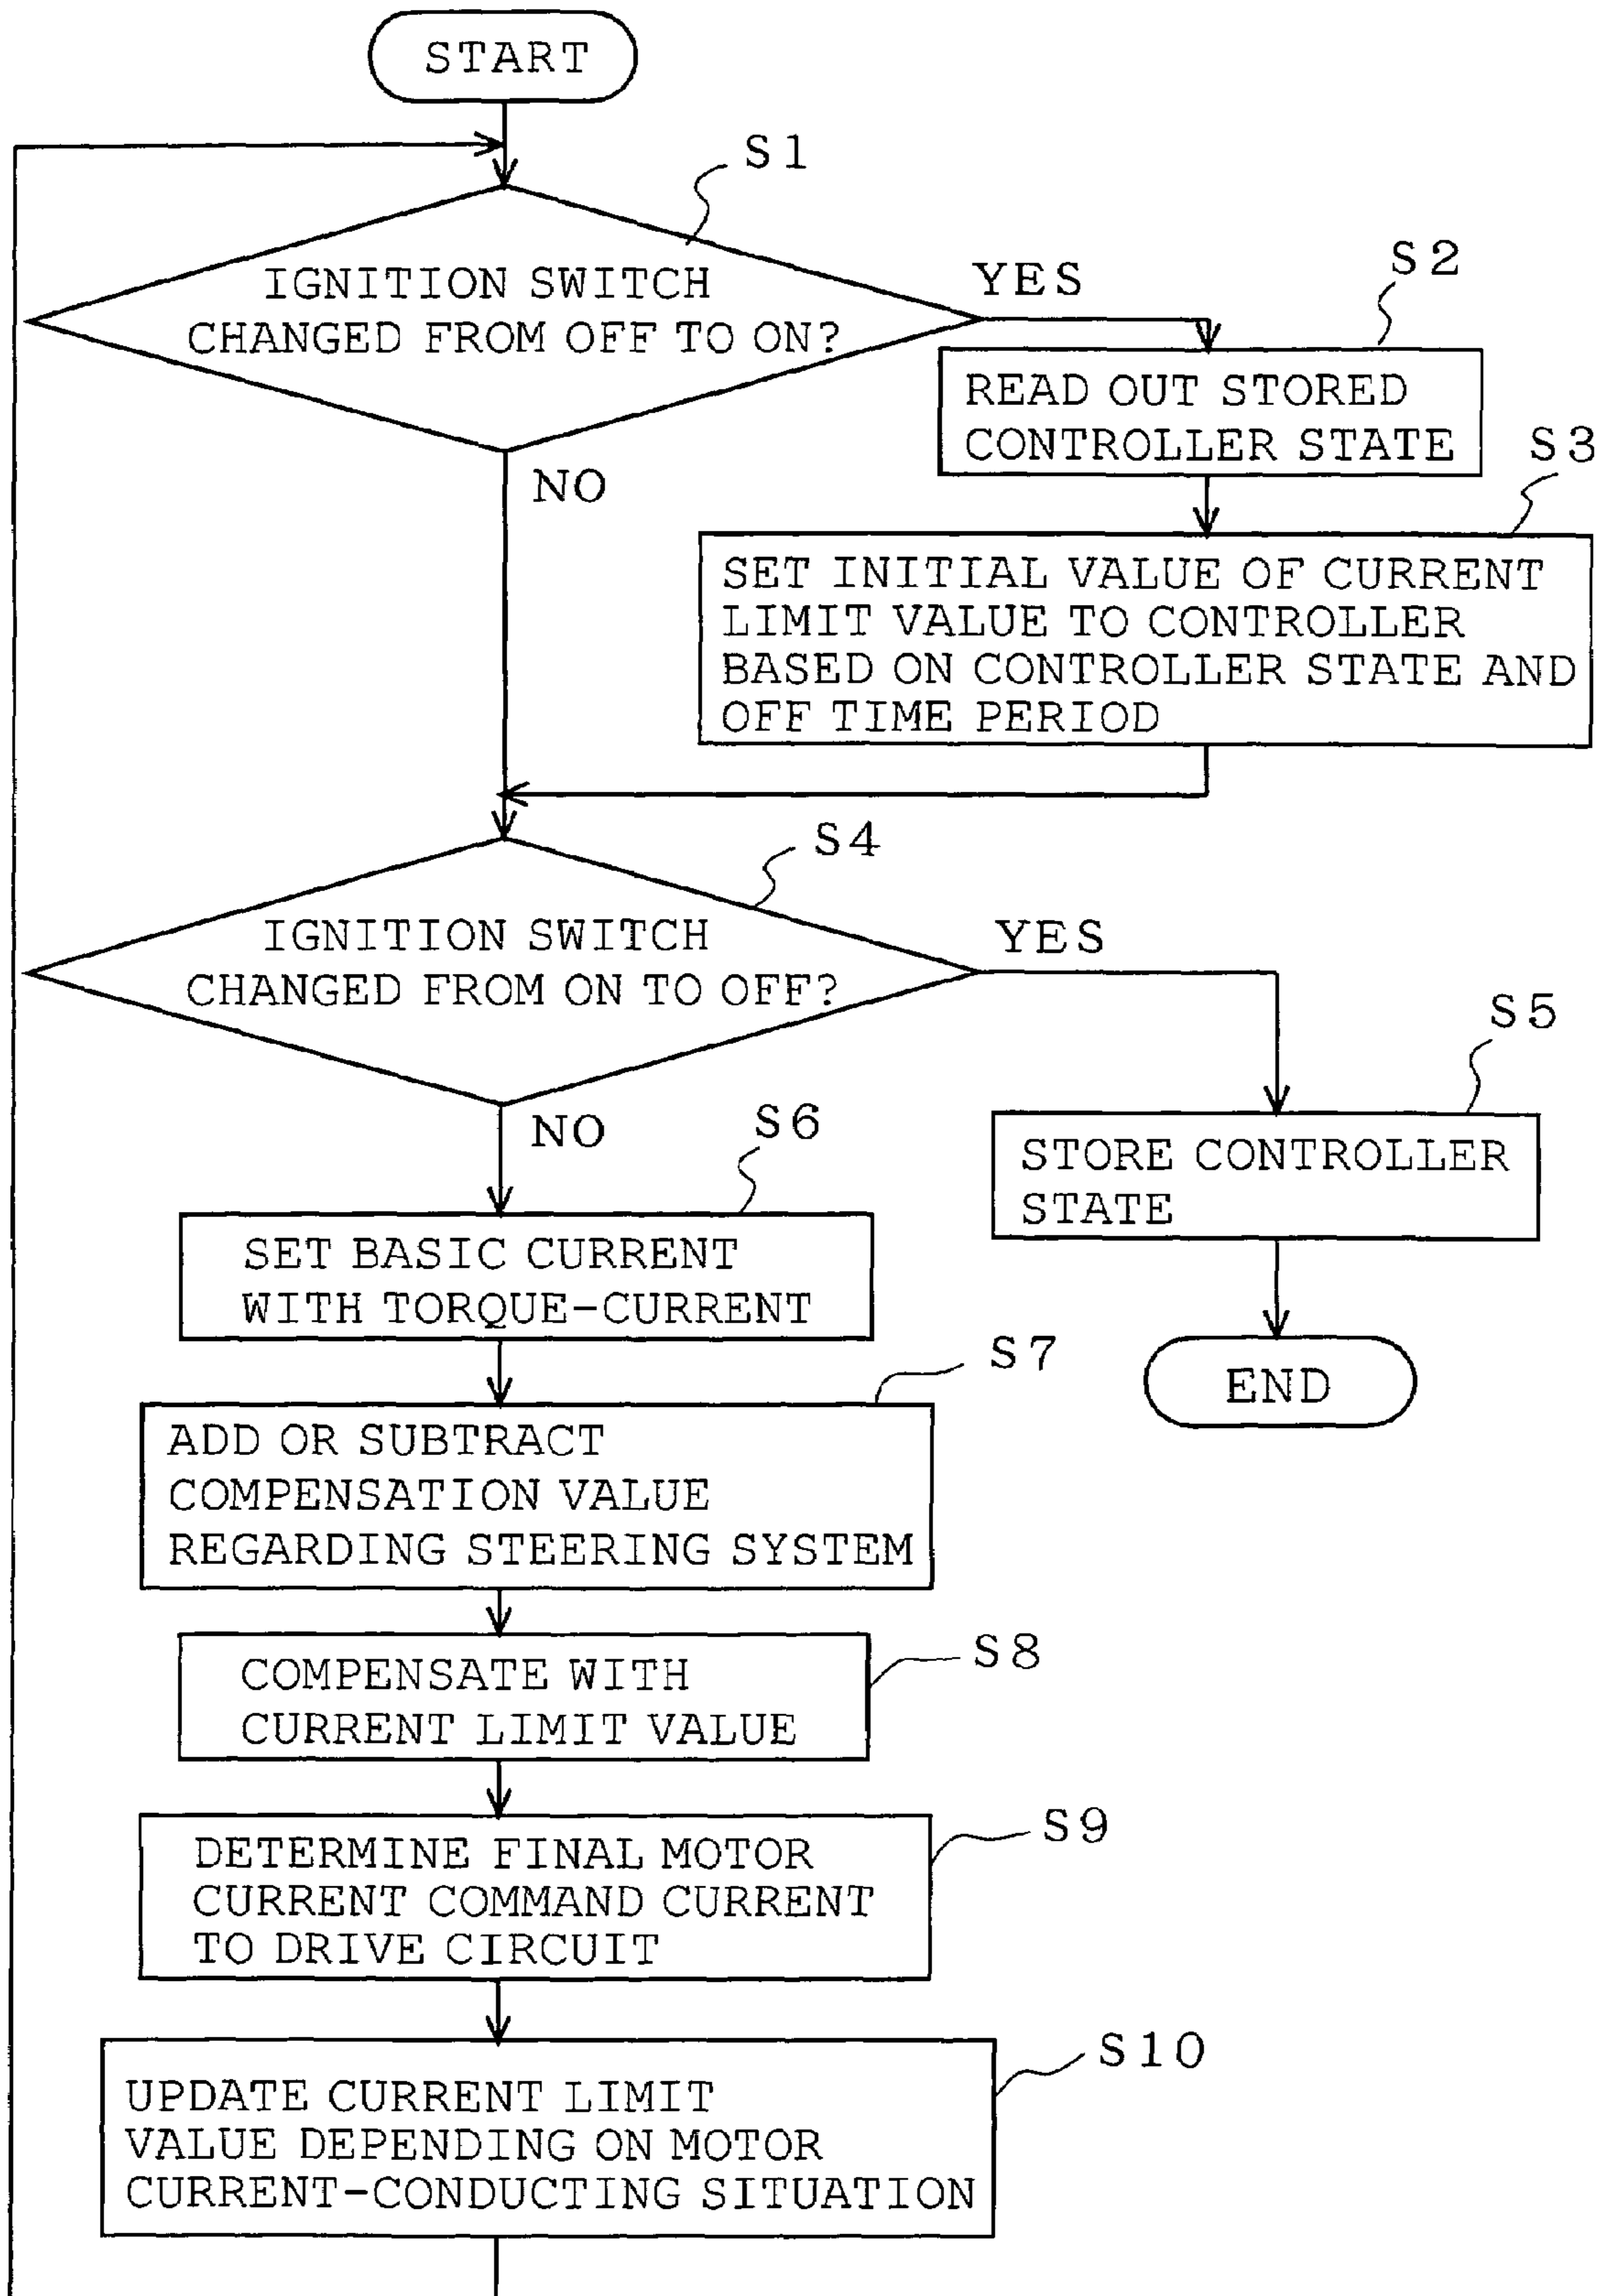 START
S1
IGNITION SWITCH
CHANGED FROM OFF TO ON?
YES
S2
READ OUT STORED
CONTROLLER STATE
NO
S3
SET INITIAL VALUE OF CURRENT
LIMIT VALUE TO CONTROLLER
BASED ON CONTROLLER STATE AND
OFF TIME PERIOD
S4
IGNITION SWITCH
CHANGED FROM ON TO OFF?
YES
S5
STORE CONTROLLER
STATE
END
NO
S6
SET BASIC CURRENT
WITH TORQUE-CURRENT
S7
ADD OR SUBTRACT
COMPENSATION VALUE
REGARDING STEERING SYSTEM
S8
COMPENSATE WITH
CURRENT LIMIT VALUE
S9
DETERMINE FINAL MOTOR
CURRENT COMMAND CURRENT
TO DRIVE CIRCUIT
S10
UPDATE CURRENT LIMIT
VALUE DEPENDING ON MOTOR
CURRENT-CONDUCTING SITUATION